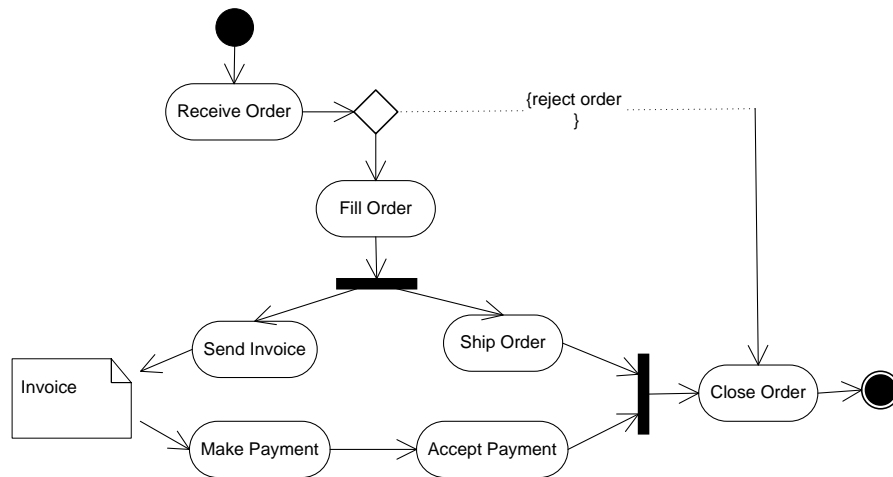 Receive Order
{reject order
}
Fill Order
Send Invoice
Ship Order
Invoice
Close Order
Make Payment
Accept Payment